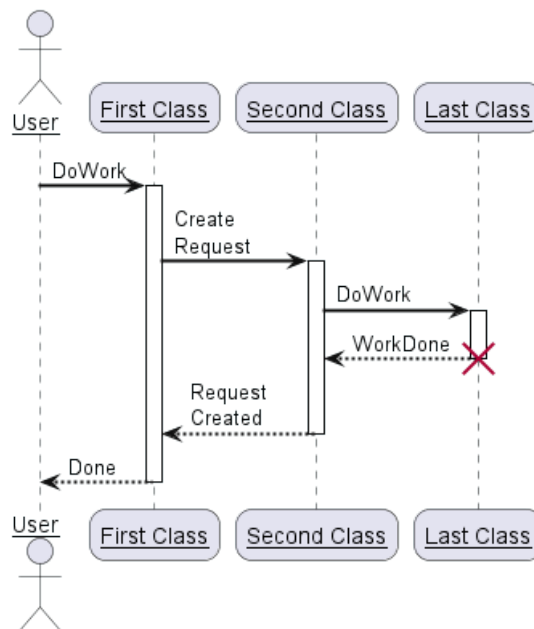 User
First Class
Second Class
Last Class
DoWork
Create
Request
DoWork
WorkDone
Request
Created
Done
User
First Class
Second Class
Last Class